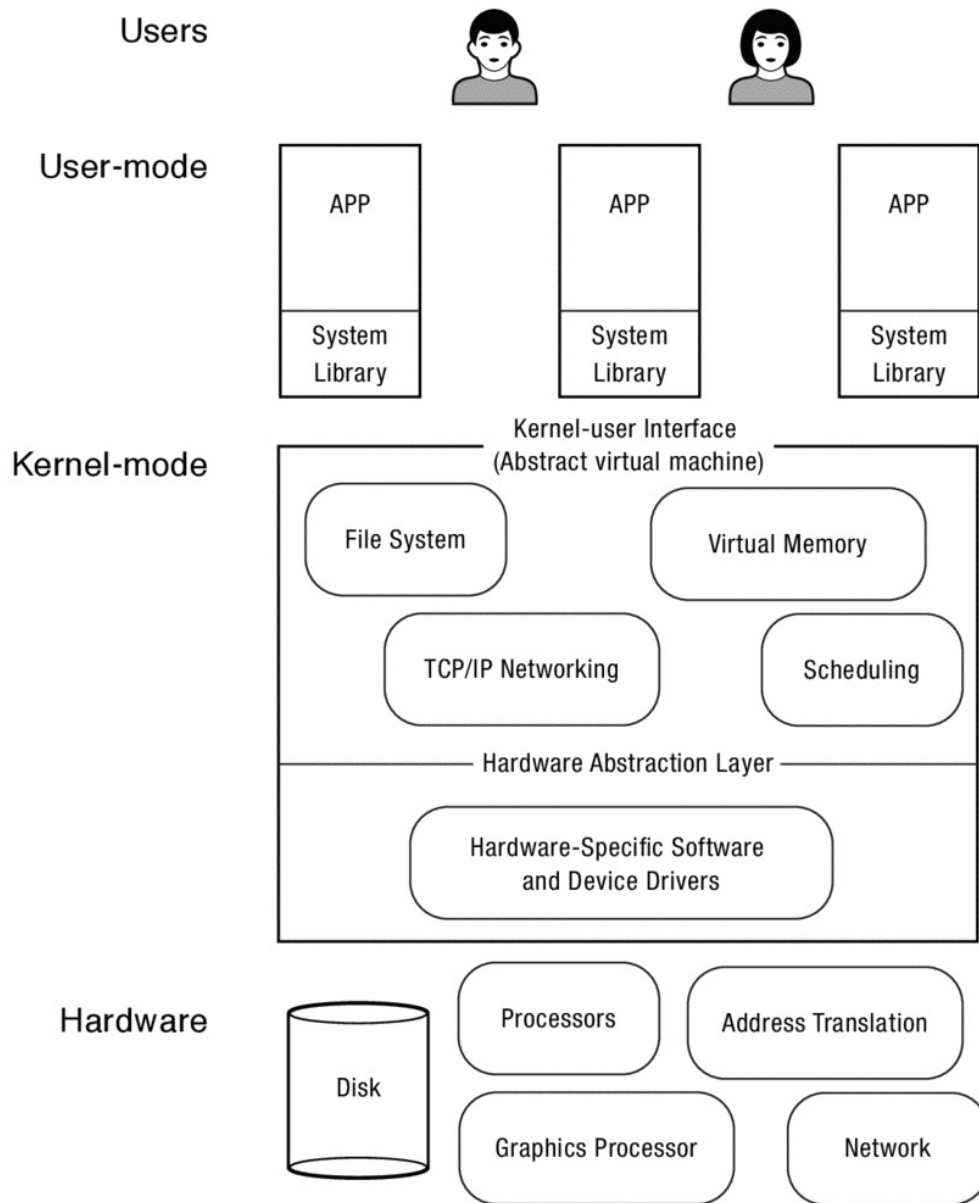 Users
User-mode
APP
APP
APP
System
Library
System
Library
System
Library
Kernel-mode
Kernel-user Interface
(Abstract virtual machine)
File System
Virtual Memory
TCP/IP Networking
Scheduling
Hardware Abstraction Layer
Hardware-Specific Software
and Device Drivers
Hardware
Disk
Processors
Address Translation
Graphics Processor
Network